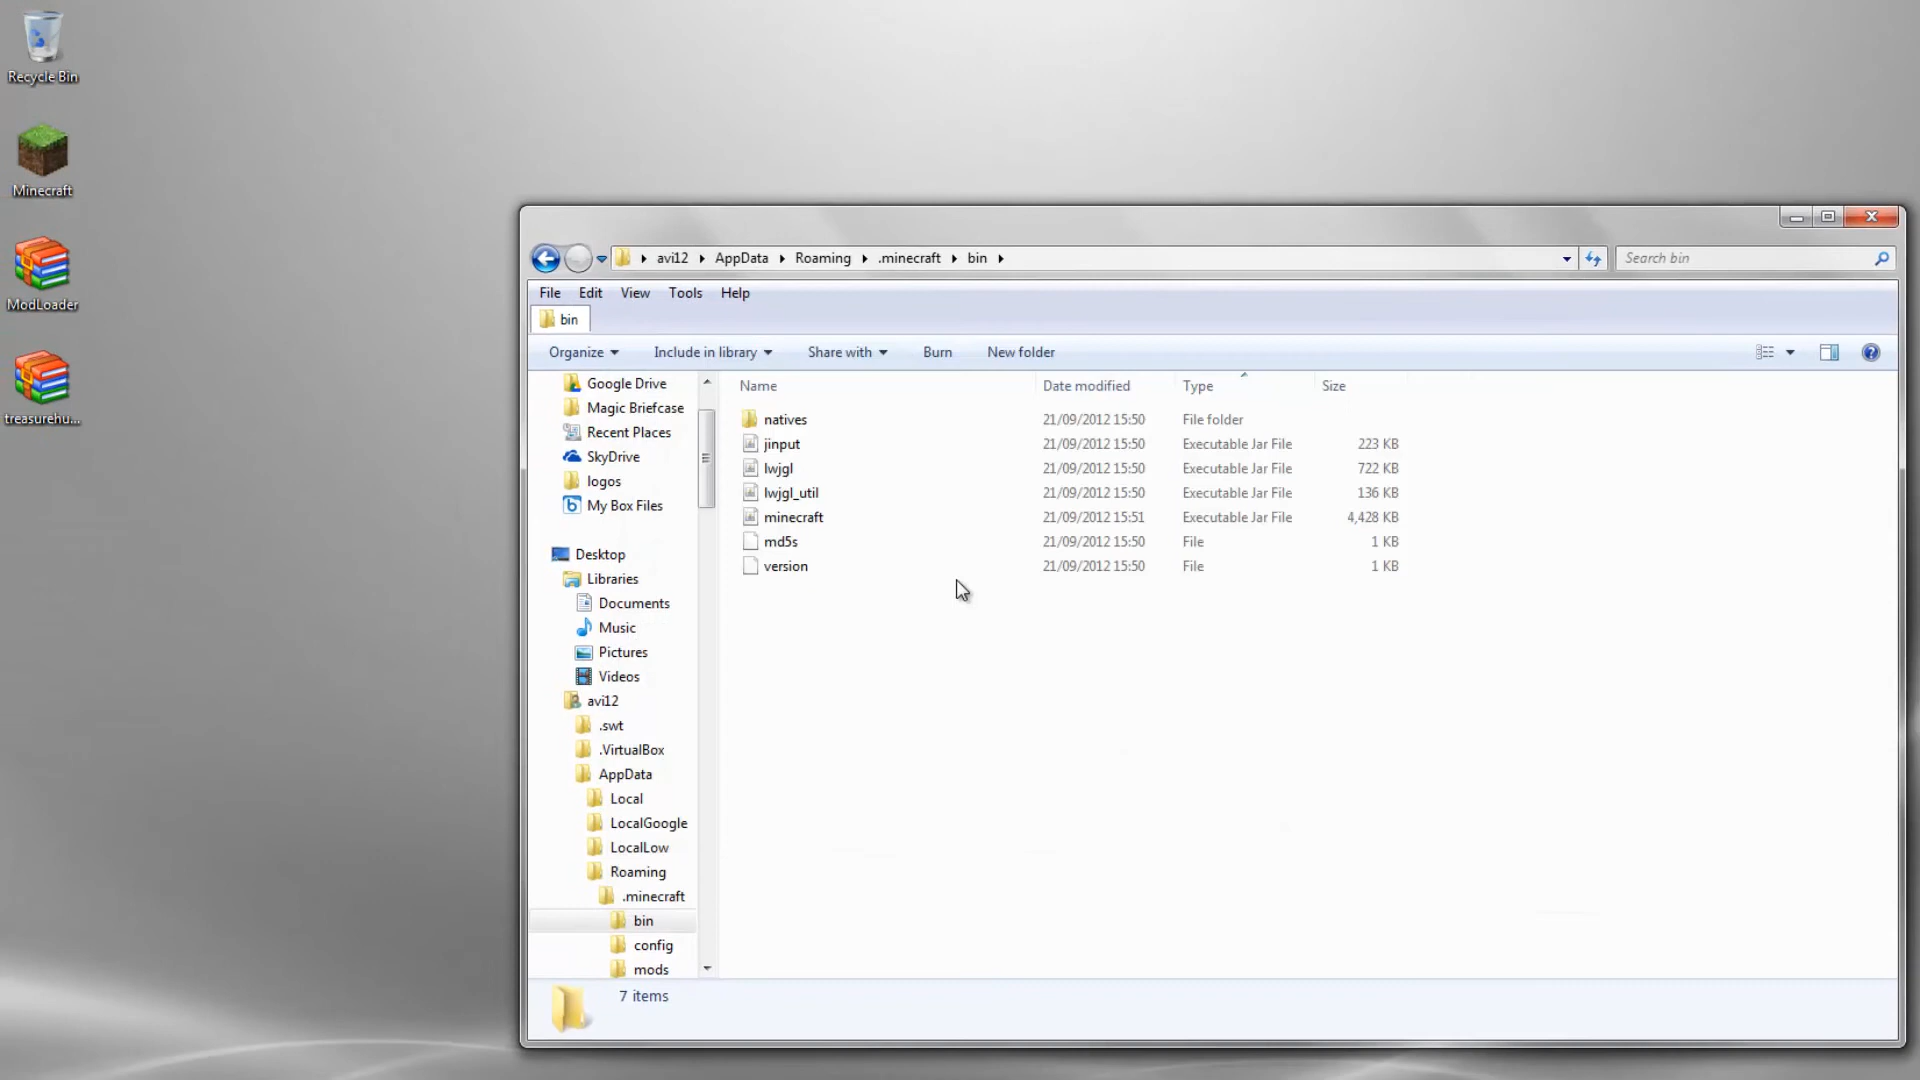 Recycle Bin
Minecraft
ModLoader
treasurehu...
avi12 AppData Roaming .minecraft bin
Search bin
File Edit View Tools Help
bin
Organize Include in library Share with Burn New folder
Name Date modified Type Size
natives 21/09/2012 15:50 File folder
jinput 21/09/2012 15:50 Executable Jar File 223 KB
lwjgl 21/09/2012 15:50 Executable Jar File 722 KB
lwjgl_util 21/09/2012 15:50 Executable Jar File 136 KB
minecraft 21/09/2012 15:51 Executable Jar File 4,428 KB
md5s 21/09/2012 15:50 File 1 KB
version 21/09/2012 15:50 File 1 KB
Google Drive
Magic Briefcase
Recent Places
SkyDrive
logos
My Box Files
Desktop
Libraries
Documents
Music
Pictures
Videos
avi12
.swt
.VirtualBox
AppData
Local
LocalGoogle
LocalLow
Roaming
.minecraft
bin
config
mods
7 items